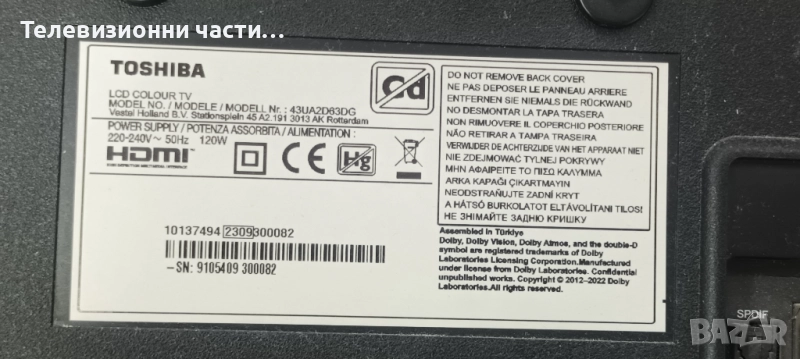 Телевизионни части...
TOSHIBA
LCD COLOUR TV
MODEL NO. / MODELE / MODELL Nr. : 43UA2D63DG
Vestel Holland B.V. Stationsplein 45 A2.191 3013 AK Rotterdam
POWER SUPPLY / POTENZA ASSORBITA / ALIMENTATION :
220-240V~ 50Hz 120W
HDMI
CE
Hg
Cd
DO NOT REMOVE BACK COVER
NE PAS DEPOSER LE PANNEAU ARRIERE
ENTFERNEN SIE NIEMALS DIE RÜCKWAND
NO DESMONTAR LA TAPA TRASERA
NON RIMUOVERE IL COPERCHIO POSTERIORE
NÃO RETIRAR A TAMPA TRASEIRA
VERWIJDER DE ACHTERZIJDE VAN HET APPARAAT NIET
NIE ZDEJMOWAĆ TYLNEJ POKRYWY
ΜΗΝ ΑΦΑΙΡΕΙΤΕ ΤΟ ΠΙΣΩ ΚΑΛΥΜΜΑ
ARKA KAPAĞI ÇIKARTMAYIN
NEODSTRAŇUJTE ZADNÍ KRYT
A HÁTSÓ BURKOLATOT ELTÁVOLÍTANI TILOS!
НЕ ЗНІМАЙТЕ ЗАДНЮ КРИШКУ
10137494 2309300082
SN: 9105409 300082
Assembled in Türkiye
Dolby, Dolby Vision, Dolby Atmos, and the double-D
symbol are registered trademarks of Dolby
Laboratories Licensing Corporation.Manufactured
under license from Dolby Laboratories. Confidential
unpublished works. Copyright © 2012-2022 Dolby
Laboratories.All rights reserved.
SPDIF
BAZAR
bg